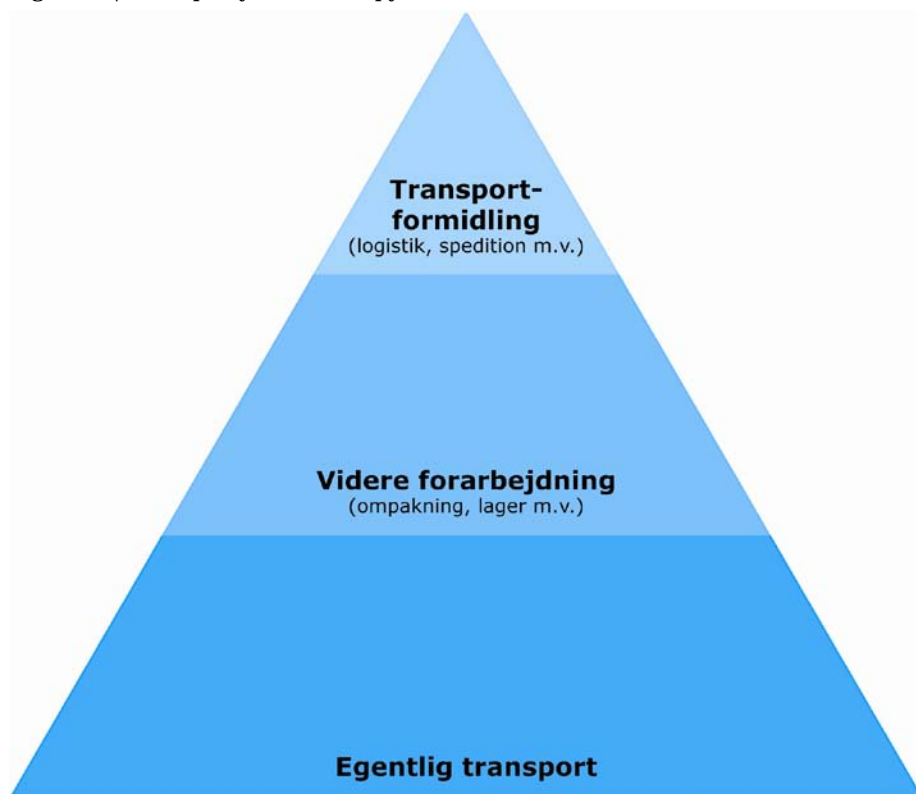 Transport-
formidling
(logistik, spedition m.v.)
Videre forarbejdning
(ompakning, lager m.v.)
Egentlig transport